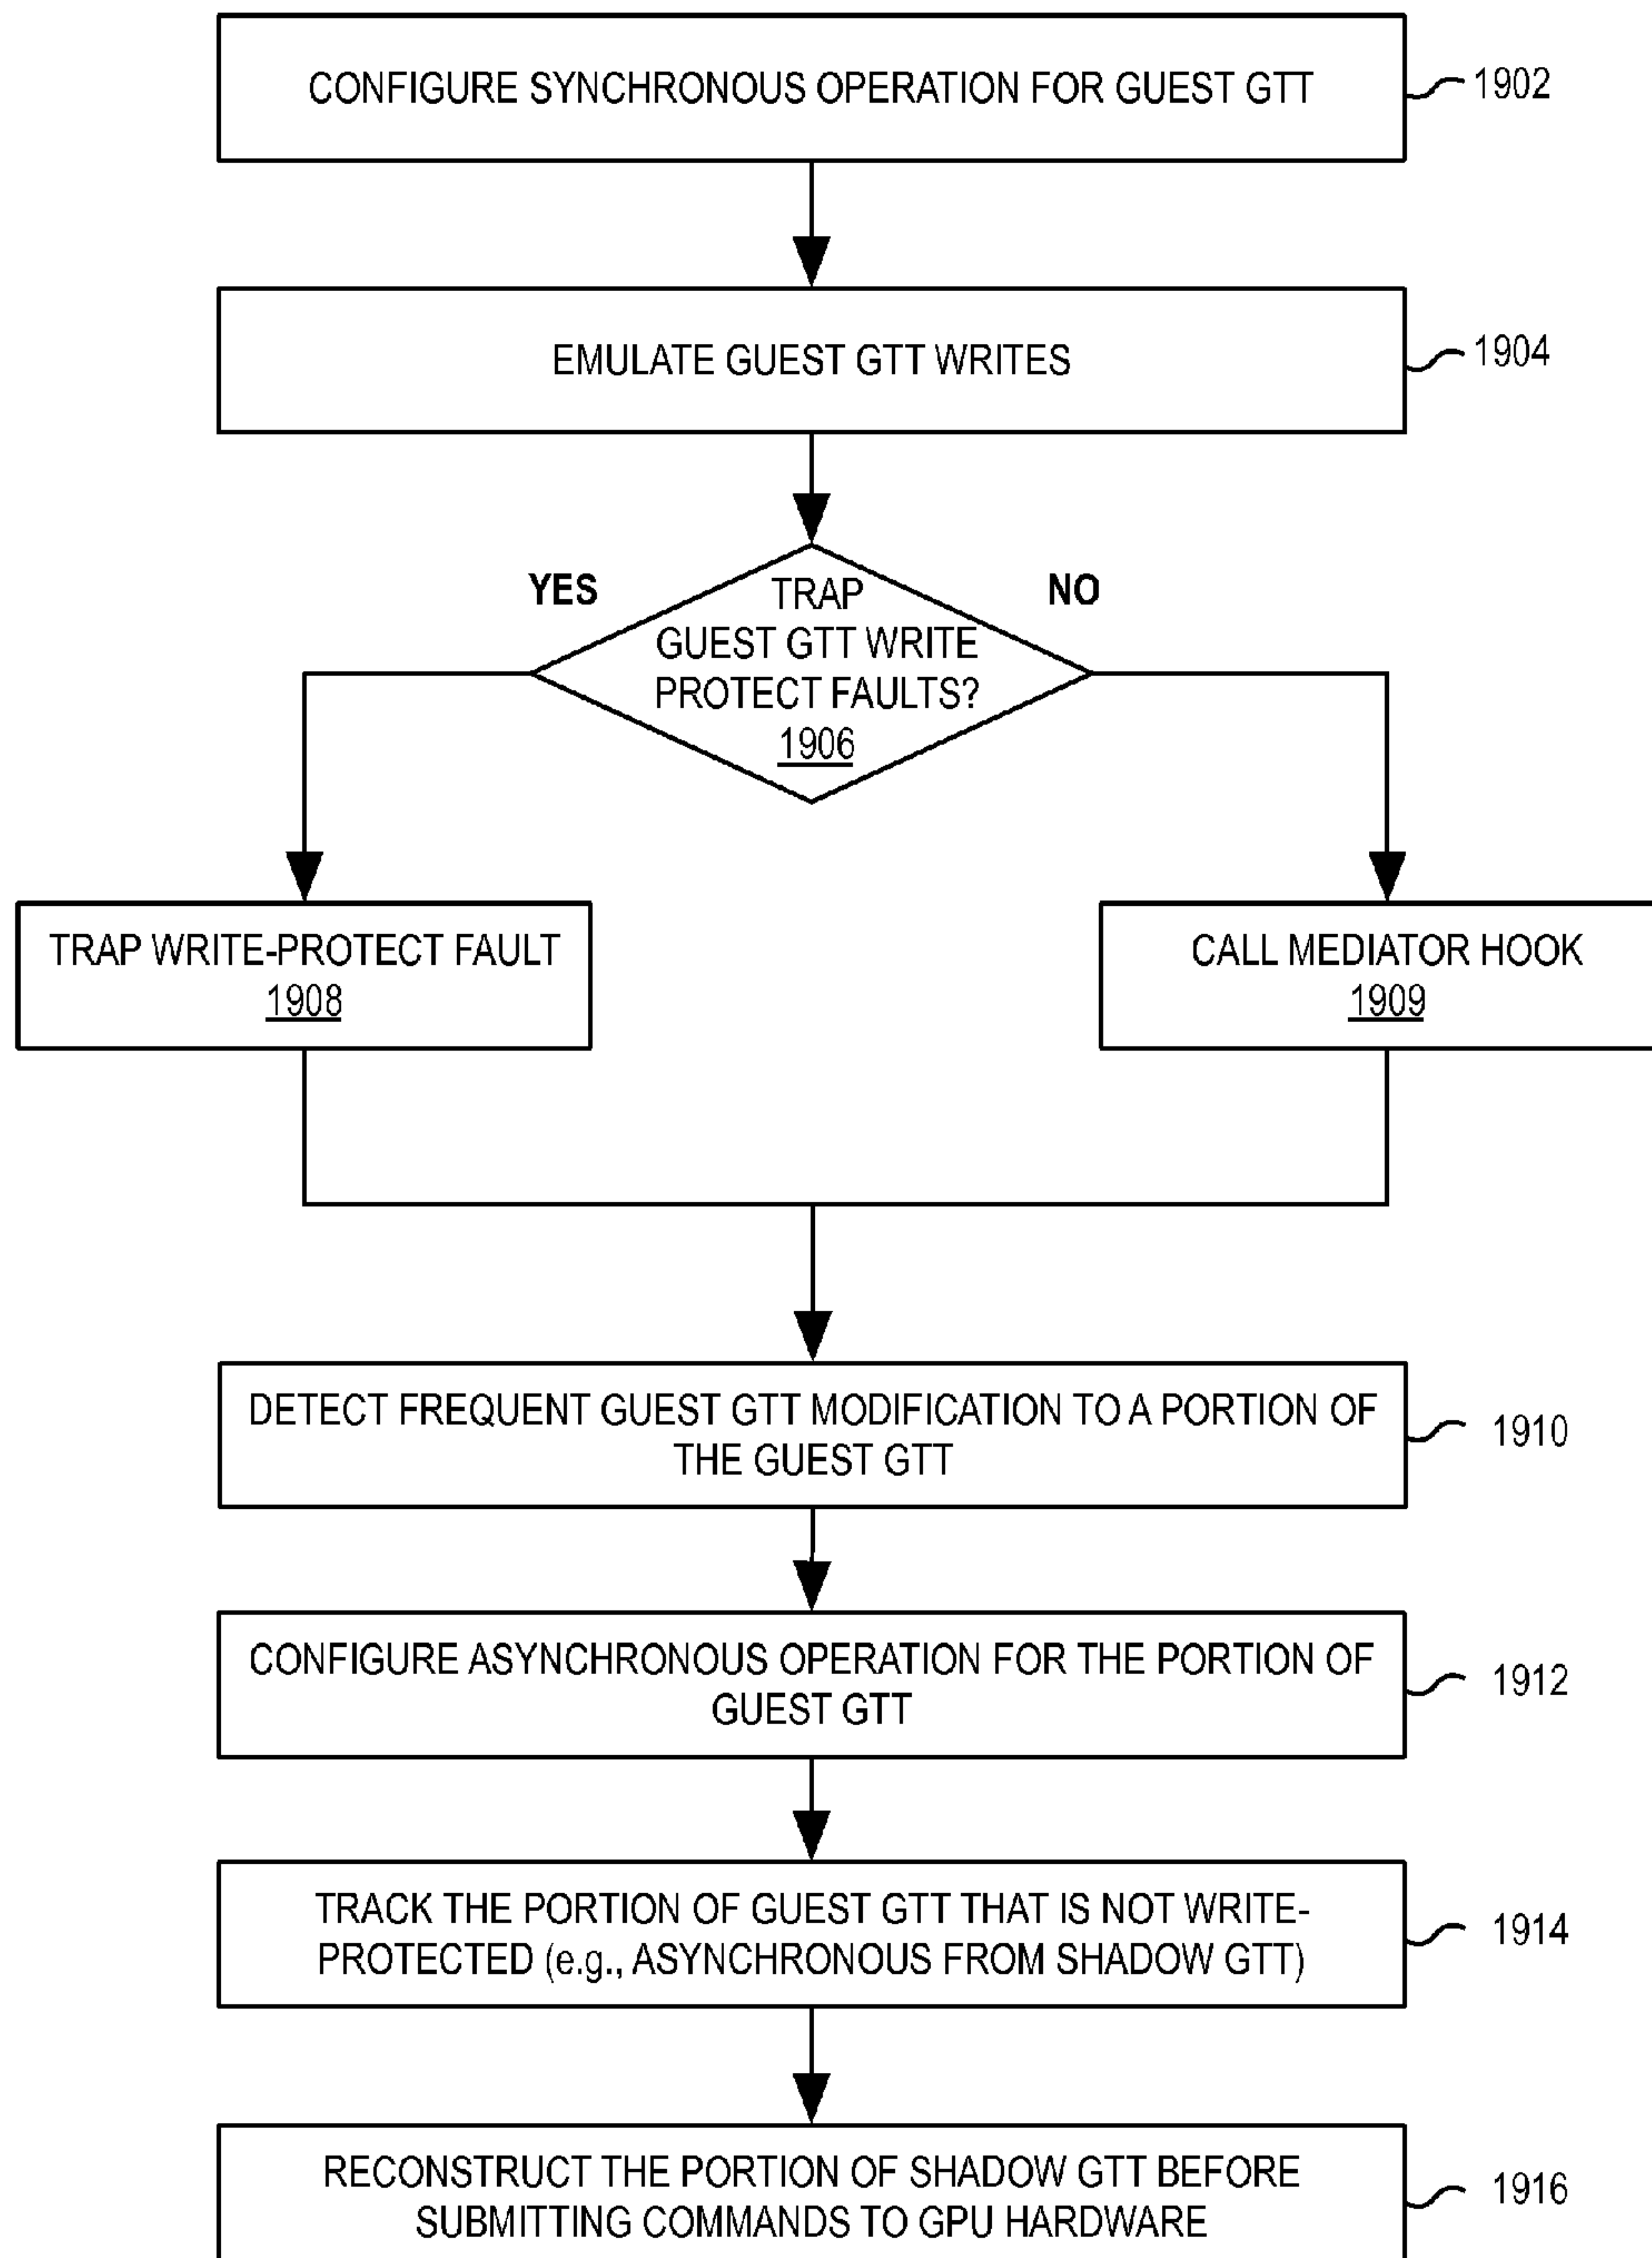 CONFIGURE SYNCHRONOUS OPERATION FOR GUEST GTT
1902
EMULATE GUEST GTT WRITES
1904
YES
NO
TRAP
GUEST GTT WRITE
PROTECT FAULTS?
1906
TRAP WRITE-PROTECT FAULT
1908
CALL MEDIATOR HOOK
1909
DETECT FREQUENT GUEST GTT MODIFICATION TO A PORTION OF
THE GUEST GTT
1910
CONFIGURE ASYNCHRONOUS OPERATION FOR THE PORTION OF
GUEST GTT
1912
TRACK THE PORTION OF GUEST GTT THAT IS NOT WRITE-
PROTECTED (e.g., ASYNCHRONOUS FROM SHADOW GTT)
1914
RECONSTRUCT THE PORTION OF SHADOW GTT BEFORE
SUBMITTING COMMANDS TO GPU HARDWARE
1916